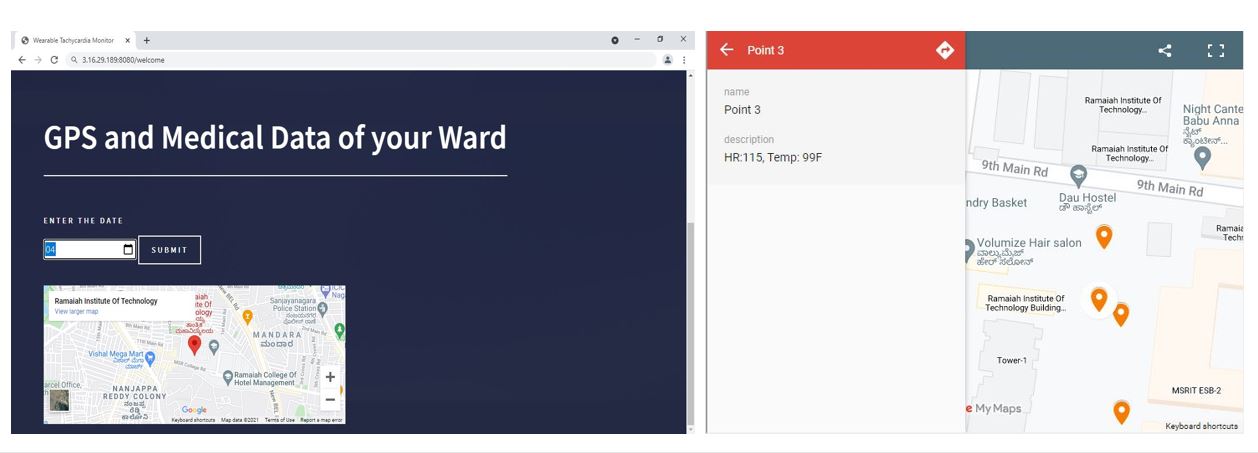 Wearable Tachycardia Monitor
3.16.29.189:8080/welcome
GPS and Medical Data of your Ward
ENTER THE DATE
04
SUBMIT
Ramaiah Institute Of Technology
View larger map
Sanjayanagara
Police Station
MANDARA
ಮಂದಾರ
Vishal Mega Mart
Ramaiah College Of
Hotel Management
NANJAPPA
REDDY COLONY
ನಂಜಪ್ಪ
ರೆಡ್ಡಿ
ಕಾಲೋನಿ
Google
Keyboard shortcuts
Map data ©2021
Terms of Use
Report a map error
Point 3
name
Point 3
description
HR:115, Temp: 99F
Ramaiah Institute Of
Technology...
Night Cante
Babu Anna
ನೈಟ್
ಕ್ಯಾಂಟೀನ್...
Ramaiah Institute Of
Technology...
9th Main Rd
9th Main Rd
ndry Basket
Dau Hostel
ಡೌ ಹಾಸ್ಟೆಲ್
Ramaia
Techn
Volumize Hair salon
ವಾಲ್ಯುಮೈಜ್
ಹೇರ್ ಸಲೋನ್
Ramaiah Institute Of
Technology Building...
Tower-1
MSRIT ESB-2
e My Maps
Keyboard shortcuts